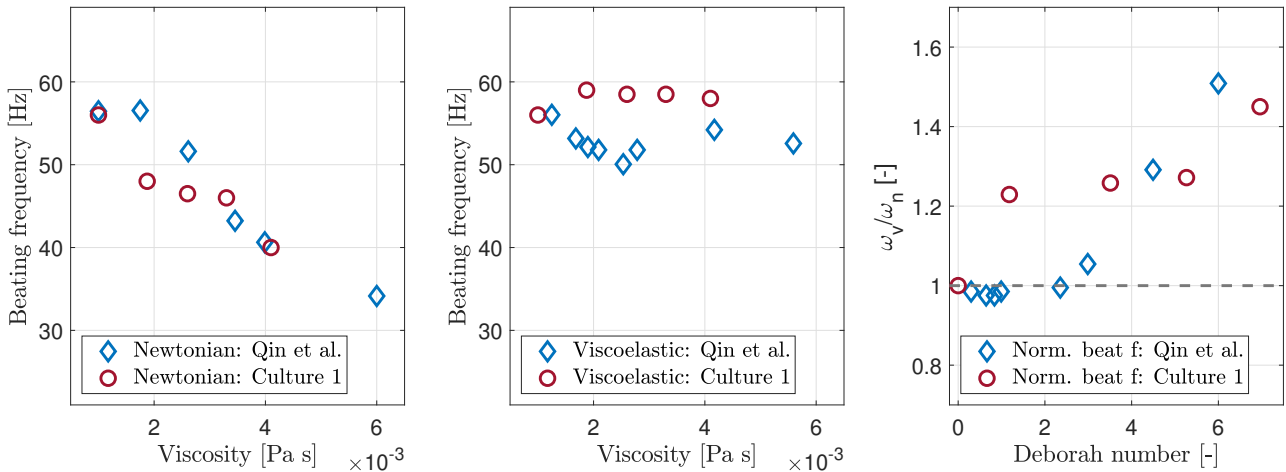 60
50
40
30
Beating frequency [Hz]
Newtonian: Qin et al.
Newtonian: Culture 1
2
4
6
Viscosity [Pa s]
×10⁻³
60
50
40
30
Beating frequency [Hz]
Viscoelastic: Qin et al.
Viscoelastic: Culture 1
2
4
6
Viscosity [Pa s]
×10⁻³
1.6
1.4
1.2
1
0.8
ωᵥ/ωₙ [-]
Norm. beat f: Qin et al.
Norm. beat f: Culture 1
0
2
4
6
Deborah number [-]